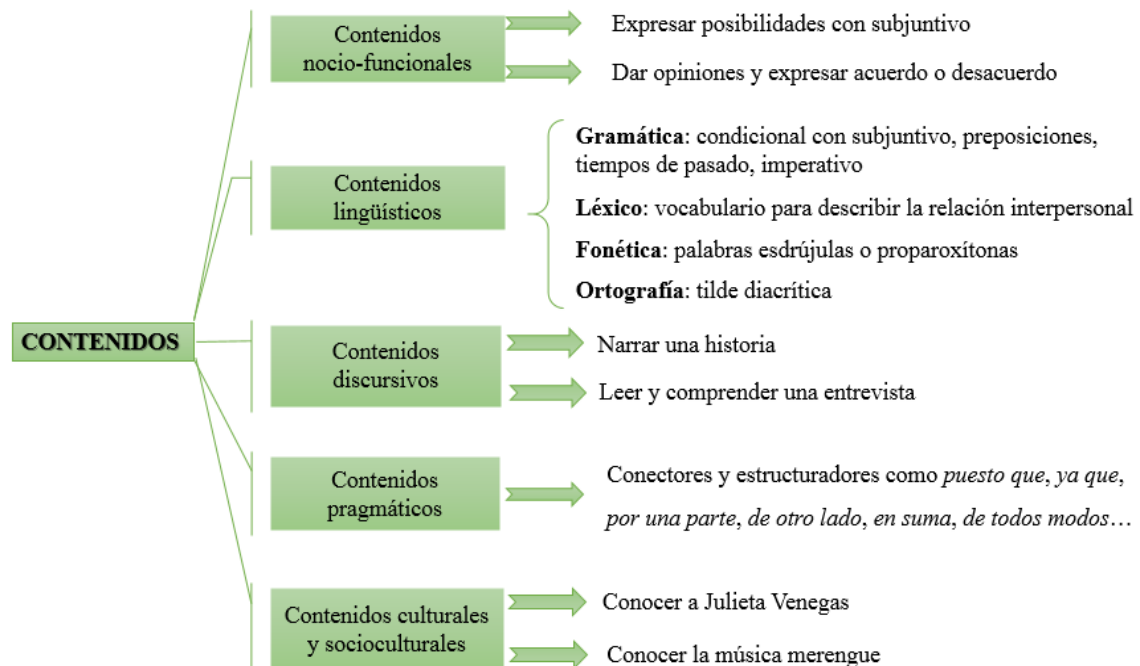 CONTENIDOS
Contenidos
nocio-funcionales
Expresar posibilidades con subjuntivo
Dar opiniones y expresar acuerdo o desacuerdo
Contenidos
lingüísticos
Gramática: condicional con subjuntivo, preposiciones,
tiempos de pasado, imperativo
Léxico: vocabulario para describir la relación interpersonal
Fonética: palabras esdrújulas o proparoxítonas
Ortografía: tilde diacrítica
Contenidos
discursivos
Narrar una historia
Leer y comprender una entrevista
Contenidos
pragmáticos
Conectores y estructuradores como puesto que, ya que,
por una parte, de otro lado, en suma, de todos modos…
Contenidos culturales
y socioculturales
Conocer a Julieta Venegas
Conocer la música merengue